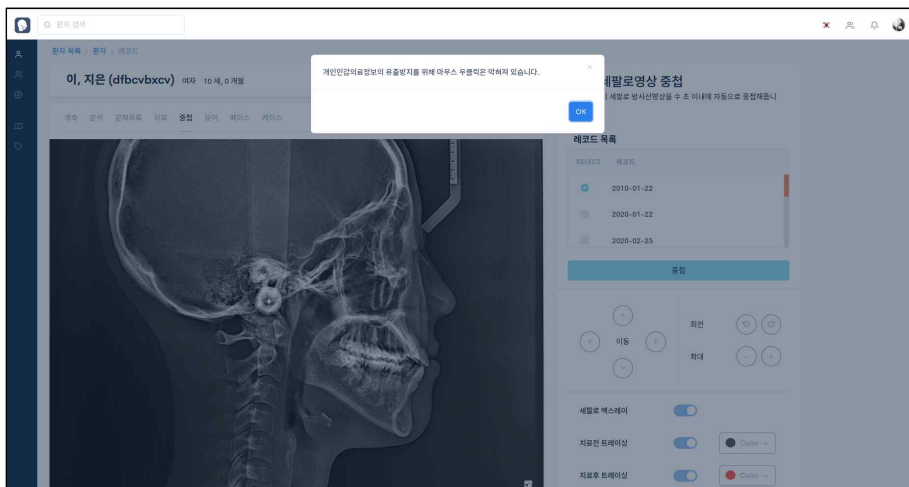 환자 검색
환자 목록 / 환자 / 레코드
이, 지은 (dfbcvbxcv) 여자 10 세, 0 개월
계측 분석 문제목록 치료 중첩 유어 페이스 케이스
개인민감의료정보의 유출방지를 위해 마우스 우클릭은 막혀져 있습니다.
OK
세팔로영상 중첩
세팔로 방사선영상을 수 초 이내에 자동으로 중첩해줍니
레코드 목록
SELECT 레코드
2010-01-22
2020-01-22
2020-02-25
중첩
이동
회전
확대
세팔로 엑스레이
치료전 트레이싱
Color
치료후 트레이싱
Color